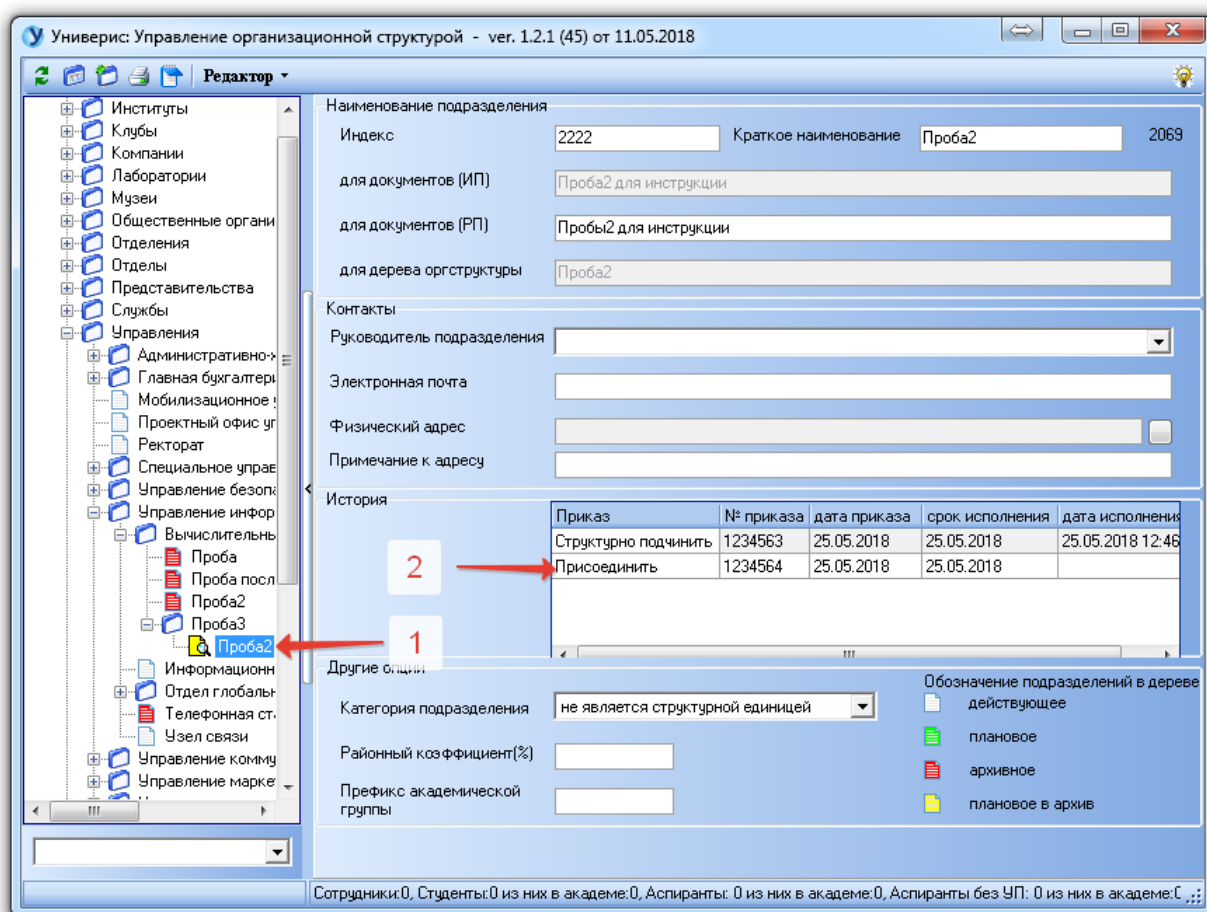 Универис: Управление организационной структурой - ver. 1.2.1 (45) от 11.05.2018
Редактор
Институты
Клубы
Компании
Лаборатории
Музеи
Общественные органи
Отделения
Отделы
Представительства
Службы
Управления
Административно-х
Главная бухгалтери
Мобилизационное
Проектный офис уг
Ректорат
Специальное управ
Управление безопа
Управление инфор
Вычислительнь
Проба
Проба посл
Проба2
Проба3
Проба2
Информационн
Отдел глобальн
Телефонная ст.
Узел связи
Управление комму
Управление марке
Наименование подразделения
Индекс 2222 Краткое наименование Проба2 2069
для документов (ИП) Проба2 для инструкции
для документов (РП) Пробы2 для инструкции
для дерева оргструктуры Проба2
Контакты
Руководитель подразделения
Электронная почта
Физический адрес
Примечание к адресу
История
Приказ № приказа дата приказа срок исполнения дата исполнения
Структурно подчинить 1234563 25.05.2018 25.05.2018 25.05.2018 12:46
Присоединить 1234564 25.05.2018 25.05.2018
2
1
Другие опции
Категория подразделения не является структурной единицей
Районный коэффициент(%)
Префикс академической
группы
Обозначение подразделений в дереве
действующее
плановое
архивное
плановое в архив
Сотрудники:0, Студенты:0 из них в академе:0, Аспиранты: 0 из них в академе:0, Аспиранты без УП: 0 из них в академе: